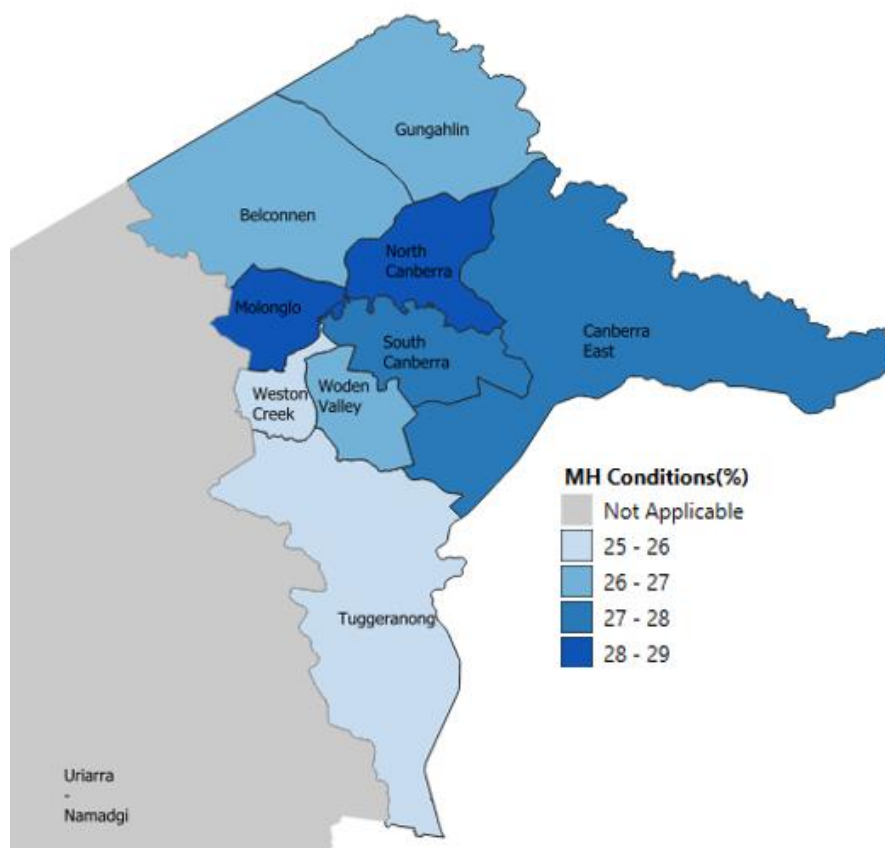 Gungahlin
Belconnen
North
Canberra
Molonglo
South
Canberra
Canberra
East
Weston
Creek
Woden
Valley
Tuggeranong
Uriarra
-
Namadgi
MH Conditions(%)
Not Applicable
25 - 26
26 - 27
27 - 28
28 - 29